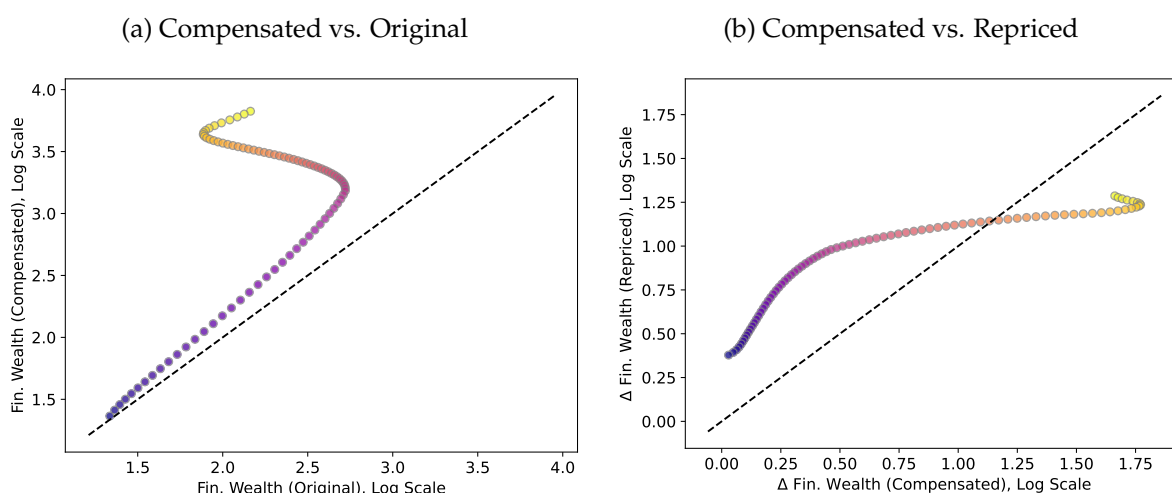 (a) Compensated vs. Original
Fin. Wealth (Compensated), Log Scale
4.0
3.5
3.0
2.5
2.0
1.5
1.5 2.0 2.5 3.0 3.5 4.0
Fin. Wealth (Original), Log Scale
(b) Compensated vs. Repriced
Δ Fin. Wealth (Repriced), Log Scale
1.75
1.50
1.25
1.00
0.75
0.50
0.25
0.00
0.00 0.25 0.50 0.75 1.00 1.25 1.50 1.75
Δ Fin. Wealth (Compensated), Log Scale